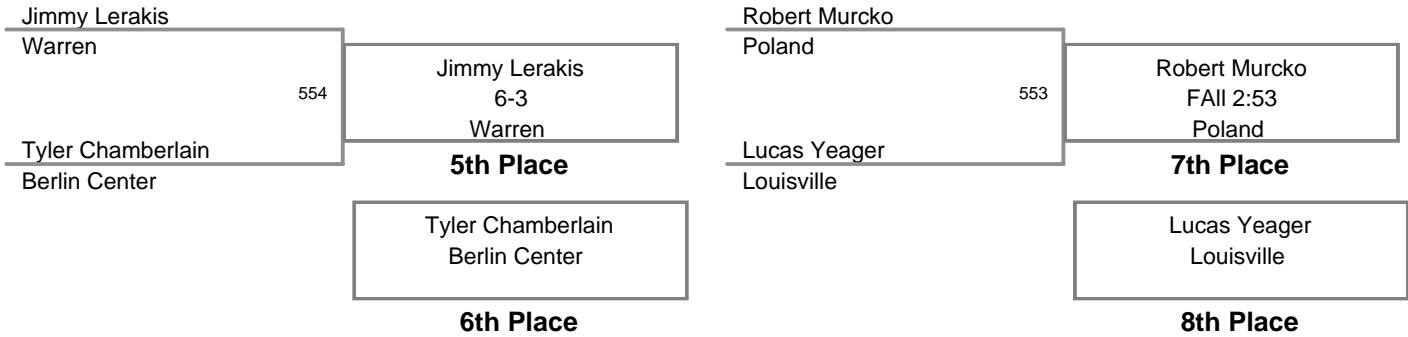 Jimmy Lerakis
Warren
554
Tyler Chamberlain
Berlin Center
Jimmy Lerakis
6-3
Warren
5th Place
Tyler Chamberlain
Berlin Center
6th Place
Robert Murcko
Poland
553
Lucas Yeager
Louisville
Robert Murcko
FAll 2:53
Poland
7th Place
Lucas Yeager
Louisville
8th Place